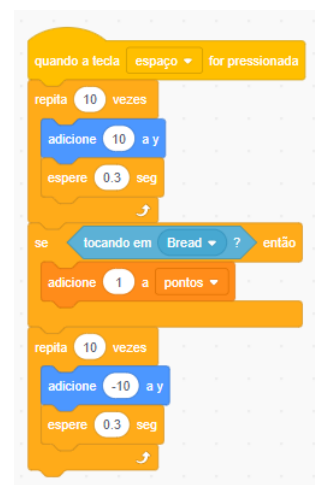 quando a tecla espaço for pressionada
repita 10 vezes
adicione 10 a y
espere 0.3 seg
se tocando em Bread ? então
adicione 1 a pontos
repita 10 vezes
adicione -10 a y
espere 0.3 seg